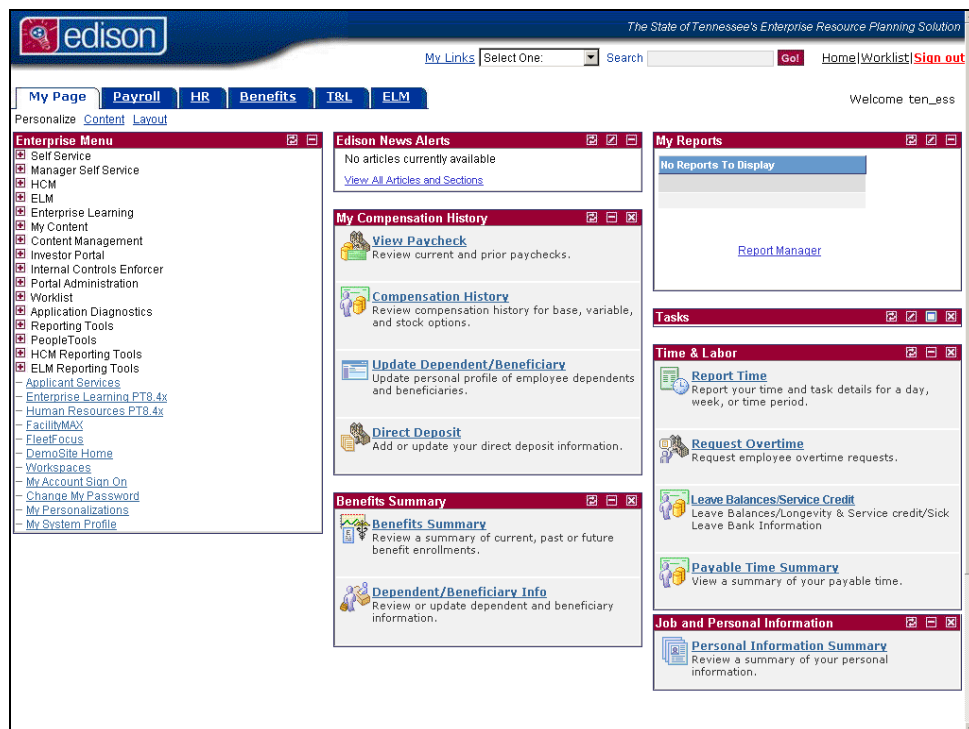 edison
The State of Tennessee's Enterprise Resource Planning Solution
My Links Select One: Search Go! Home|Worklist|Sign out
My Page Payroll HR Benefits T&L ELM
Welcome ten_ess
Personalize Content Layout
Enterprise Menu
Self Service
Manager Self Service
HCM
ELM
Enterprise Learning
My Content
Content Management
Investor Portal
Internal Controls Enforcer
Portal Administration
Worklist
Application Diagnostics
Reporting Tools
PeopleTools
HCM Reporting Tools
ELM Reporting Tools
– Applicant Services
– Enterprise Learning PT8.4x
– Human Resources PT8.4x
– FacilityMAX
– FleetFocus
– DemoSite Home
– Workspaces
– My Account Sign On
– Change My Password
– My Personalizations
– My System Profile
Edison News Alerts
No articles currently available
View All Articles and Sections
My Compensation History
View Paycheck
Review current and prior paychecks.
Compensation History
Review compensation history for base, variable,
and stock options.
Update Dependent/Beneficiary
Update personal profile of employee dependents
and beneficiaries.
Direct Deposit
Add or update your direct deposit information.
Benefits Summary
Benefits Summary
Review a summary of current, past or future
benefit enrollments.
Dependent/Beneficiary Info
Review or update dependent and beneficiary
information.
My Reports
No Reports To Display
Report Manager
Tasks
Time & Labor
Report Time
Report your time and task details for a day,
week, or time period.
Request Overtime
Request employee overtime requests.
Leave Balances/Service Credit
Leave Balances/Longevity & Service credit/Sick
Leave Bank Information
Payable Time Summary
View a summary of your payable time.
Job and Personal Information
Personal Information Summary
Review a summary of your personal
information.